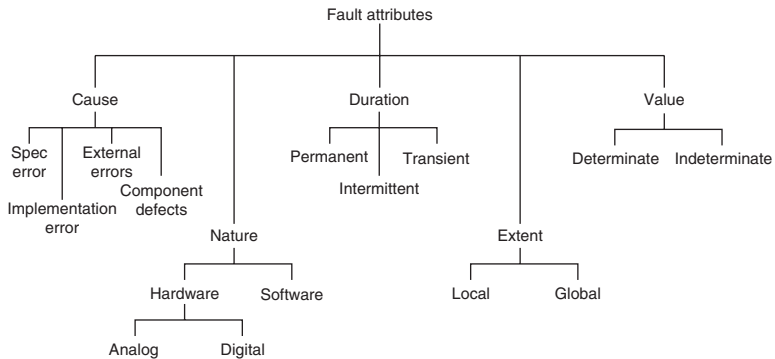 Fault attributes
Cause
Duration
Value
Spec
error
External
errors
Implementation
error
Component
defects
Permanent
Transient
Intermittent
Determinate
Indeterminate
Nature
Extent
Hardware
Software
Local
Global
Analog
Digital